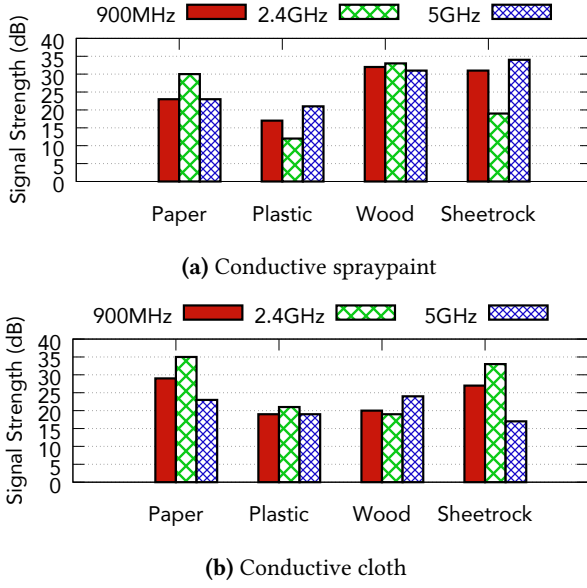 900MHz 2.4GHz 5GHz
Signal Strength (dB)
40
35
30
25
20
15
10
5
0
Paper Plastic Wood Sheetrock
(a) Conductive spraypaint
900MHz 2.4GHz 5GHz
Signal Strength (dB)
40
35
30
25
20
15
10
5
0
Paper Plastic Wood Sheetrock
(b) Conductive cloth